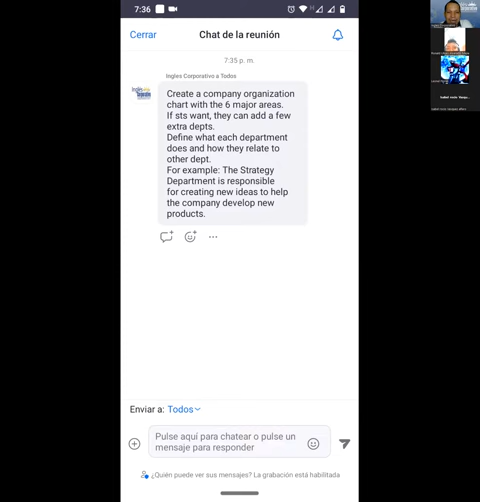 7:36
Cerrar
Chat de la reunión
7:35 p. m.
Ingles Corporativo a Todos
Create a company organization
chart with the 6 major areas.
If sts want, they can add a few
extra depts.
Define what each department
does and how they relate to
other dept.
For example: The Strategy
Department is responsible
for creating new ideas to help
the company develop new
products.
Enviar a: Todos
Pulse aquí para chatear o pulse un
mensaje para responder
¿Quién puede ver sus mensajes? La grabación está habilitada